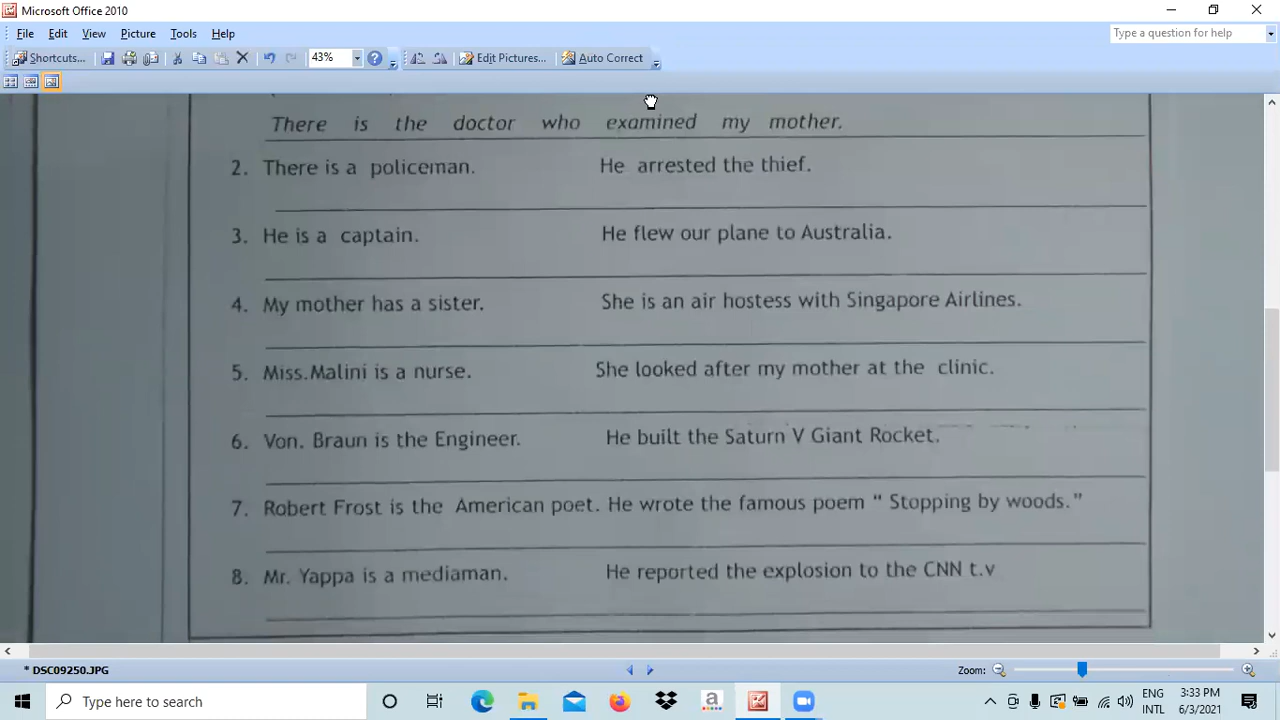 Microsoft Office 2010
File Edit View Picture Tools Help
Type a question for help
Shortcuts... 43% Edit Pictures... Auto Correct
There is the doctor who examined my mother.
2. There is a policeman. He arrested the thief.
3. He is a captain. He flew our plane to Australia.
4. My mother has a sister. She is an air hostess with Singapore Airlines.
5. Miss.Malini is a nurse. She looked after my mother at the clinic.
6. Von. Braun is the Engineer. He built the Saturn V Giant Rocket.
7. Robert Frost is the American poet. He wrote the famous poem “ Stopping by woods.”
8. Mr. Yappa is a mediaman. He reported the explosion to the CNN t.v
* DSC09250.JPG Zoom:
Type here to search
a
ENG 3:33 PM
INTL 6/3/2021